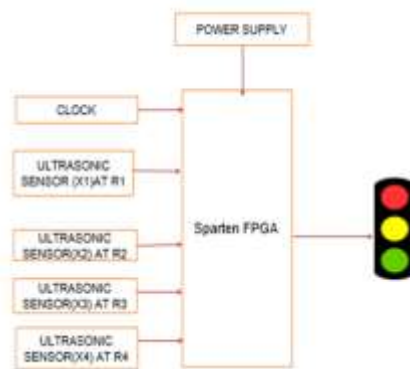 POWER SUPPLY
CLOCK
ULTRASONIC
SENSOR (X1)AT R1
ULTRASONIC
SENSOR(X2) AT R2
ULTRASONIC
SENSOR(X3) AT R3
ULTRASONIC
SENSOR(X4) AT R4
Sparten FPGA